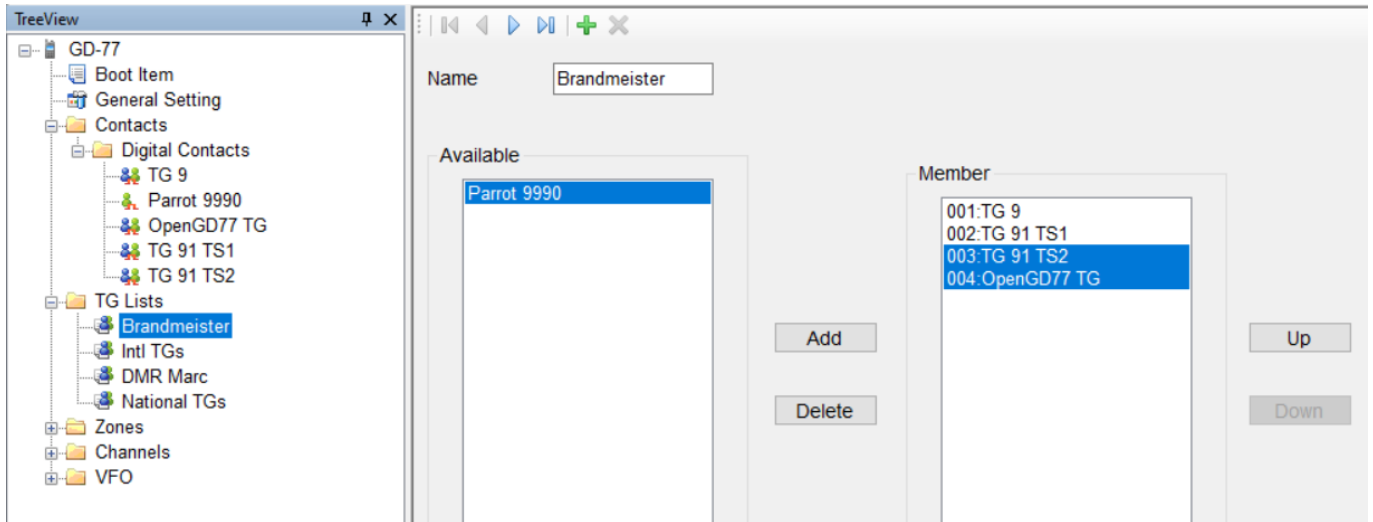 TreeView
GD-77
Boot Item
General Setting
Contacts
Digital Contacts
TG 9
Parrot 9990
OpenGD77 TG
TG 91 TS1
TG 91 TS2
TG Lists
Brandmeister
Intl TGs
DMR Marc
National TGs
Zones
Channels
VFO
Name
Brandmeister
Available
Parrot 9990
Add
Delete
Member
001:TG 9
002:TG 91 TS1
003:TG 91 TS2
004:OpenGD77 TG
Up
Down